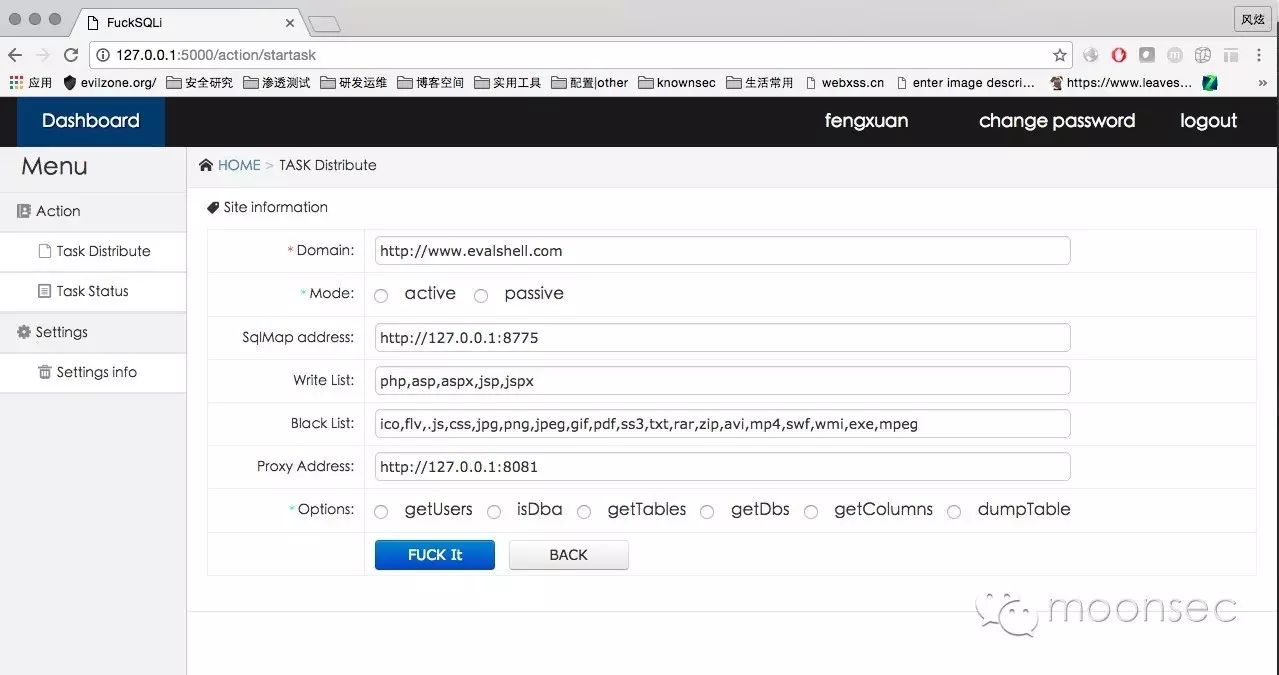 FuckSQLi
风炫
127.0.0.1:5000/action/startask
应用 evilzone.org/ 安全研究 渗透测试 研发运维 博客空间 实用工具 配置|other knownsec 生活常用 webxss.cn enter image descri... https://www.leaves... »
Dashboard fengxuan change password logout
Menu
HOME > TASK Distribute
Action
Site information
Task Distribute
* Domain: http://www.evalshell.com
Task Status
* Mode: active passive
Settings
SqlMap address: http://127.0.0.1:8775
Settings info
Write List: php,asp,aspx,jsp,jspx
Black List: ico,flv,.js,css,jpg,png,jpeg,gif,pdf,ss3,txt,rar,zip,avi,mp4,swf,wmi,exe,mpeg
Proxy Address: http://127.0.0.1:8081
* Options: getUsers isDba getTables getDbs getColumns dumpTable
FUCK It BACK
moonsec